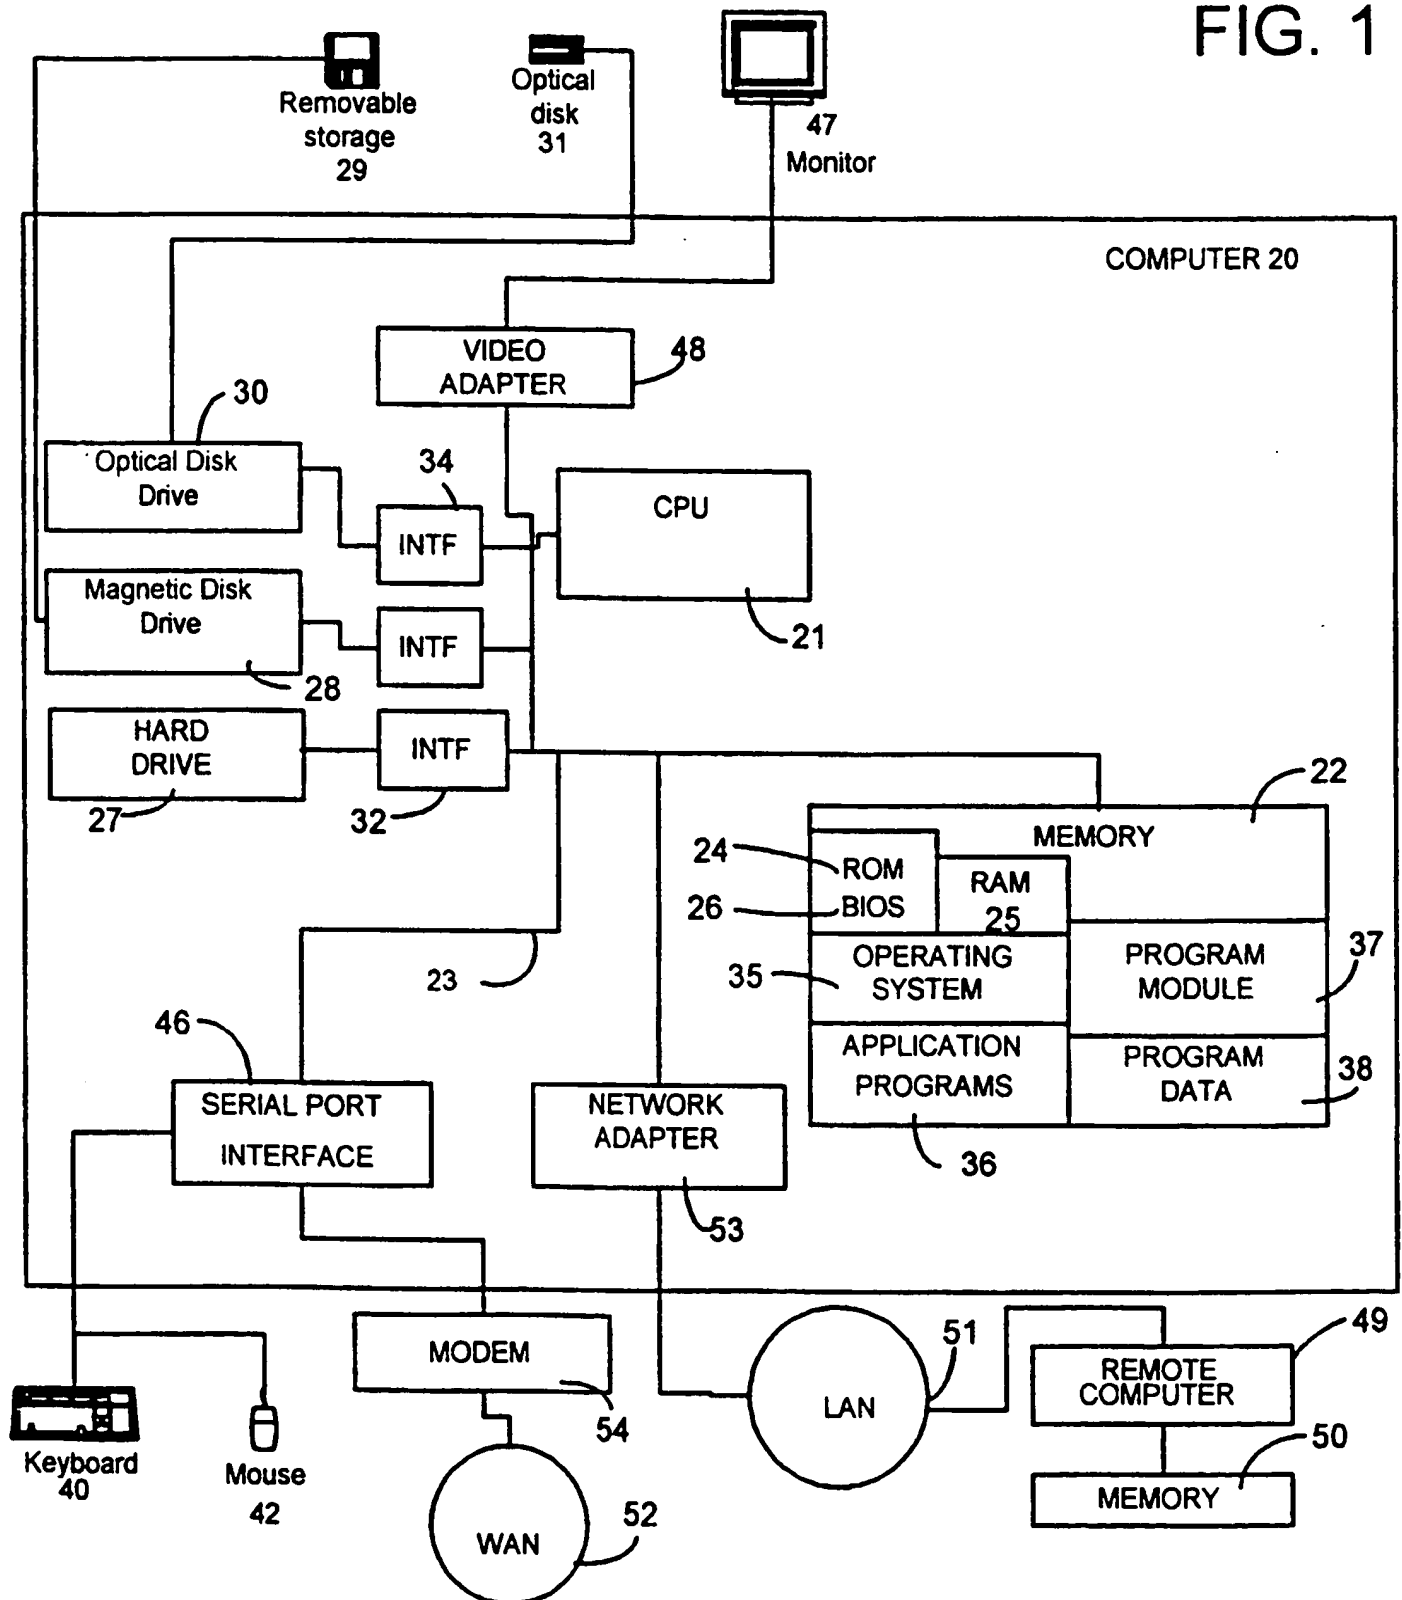 FIG. 1
Removable
storage
29
Optical
disk
31
47
Monitor
COMPUTER 20
VIDEO
ADAPTER
48
30
Optical Disk
Drive
34
INTF
CPU
21
Magnetic Disk
Drive
28
INTF
HARD
DRIVE
27
INTF
32
22
MEMORY
24
ROM
26
BIOS
RAM
25
35
OPERATING
SYSTEM
PROGRAM
MODULE
37
APPLICATION
PROGRAMS
36
PROGRAM
DATA
38
23
46
SERIAL PORT
INTERFACE
NETWORK
ADAPTER
53
MODEM
54
LAN
51
REMOTE
COMPUTER
49
50
MEMORY
Keyboard
40
Mouse
42
WAN
52